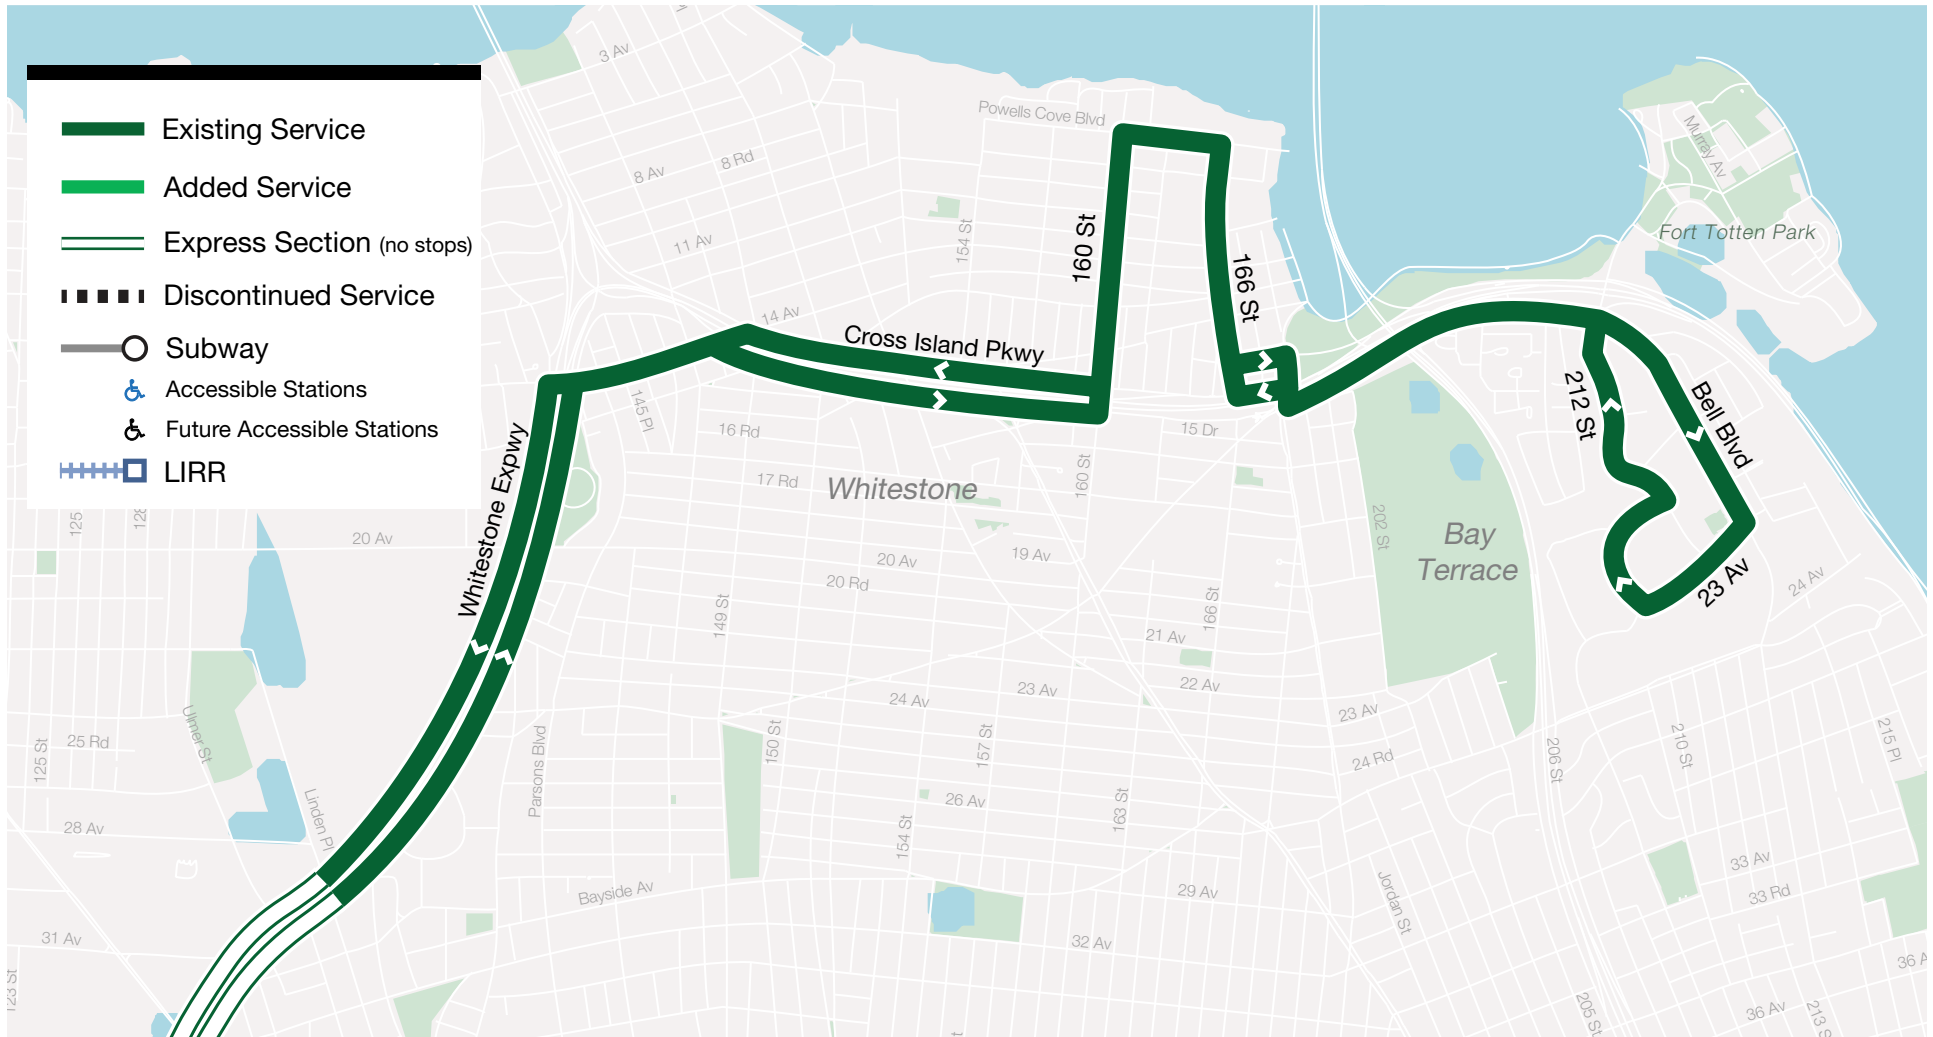 Existing Service
Added Service
Express Section (no stops)
Discontinued Service
Subway
Accessible Stations
Future Accessible Stations
LIRR
3 Av
Powells Cove Blvd
Murray Av
8 Rd
8 Av
11 Av
154 St
160 St
166 St
Fort Totten Park
14 Av
Cross Island Pkwy
145 Pl
16 Rd
15 Dr
212 St
Bell Blvd
17 Rd
Whitestone
160 St
Whitestone Expwy
125
20 Av
20 Av
19 Av
202 St
Bay
Terrace
20 Rd
23 Av
24 Av
149 St
166 St
21 Av
22 Av
23 Av
24 Av
23 Av
Ulmer St
25 Rd
125 St
Parsons Blvd
150 St
157 St
24 Rd
206 St
210 St
215 Pl
Linden Pl
28 Av
26 Av
154 St
163 St
33 Av
Bayside Av
29 Av
Jordan St
33 Rd
31 Av
32 Av
123 St
36 A
205 St
36 Av
213 S